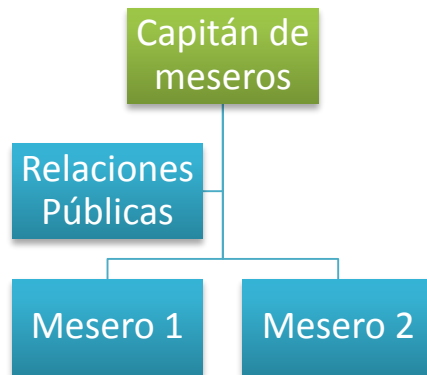 Capitán de
meseros
Relaciones
Públicas
Mesero 1
Mesero 2